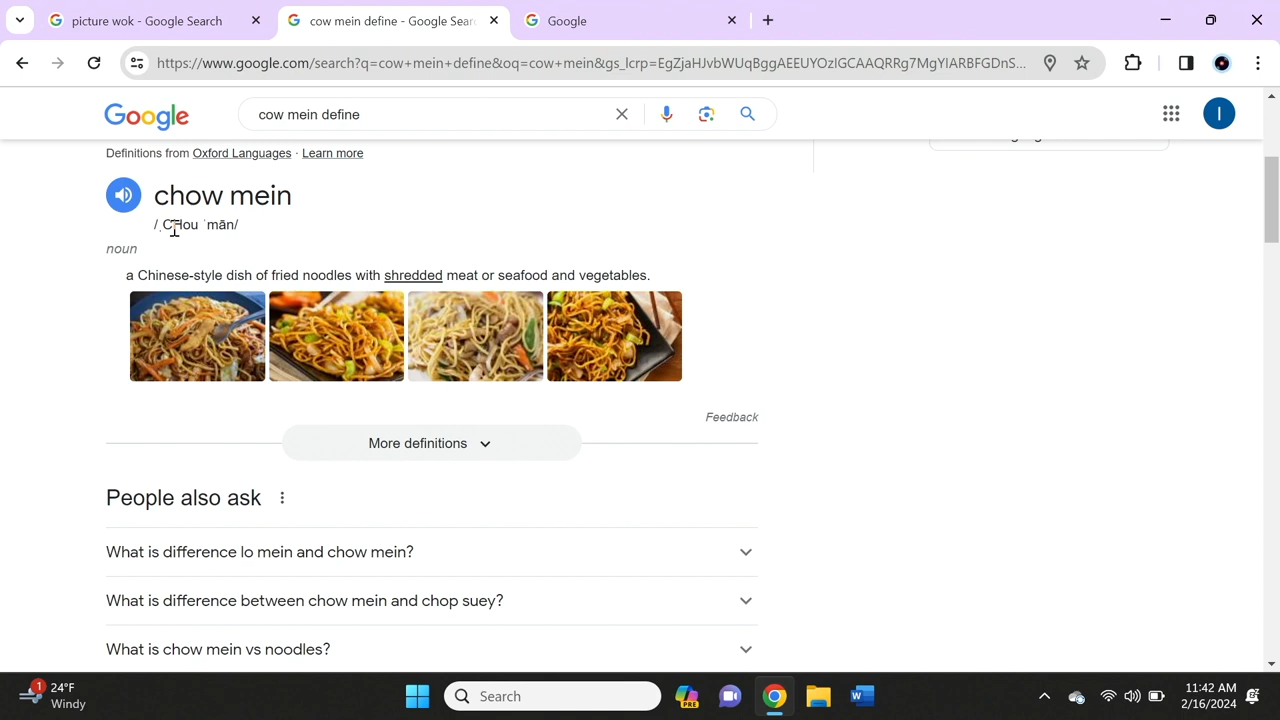 picture wok - Google Search
cow mein define - Google Sear
Google
https://www.google.com/search?q=cow+mein+define&oq=cow+mein&gs_lcrp=EgZjaHJvbWUqBggAEEUYOzIGCAAQRRg7MgYIARBFGDnS...
Google
cow mein define
I
Definitions from Oxford Languages · Learn more
chow mein
/ˌCHou ˈmān/
noun
a Chinese-style dish of fried noodles with shredded meat or seafood and vegetables.
Feedback
More definitions
People also ask
What is difference lo mein and chow mein?
What is difference between chow mein and chop suey?
What is chow mein vs noodles?
1
24°F
Windy
Search
PRE
11:42 AM
2/16/2024